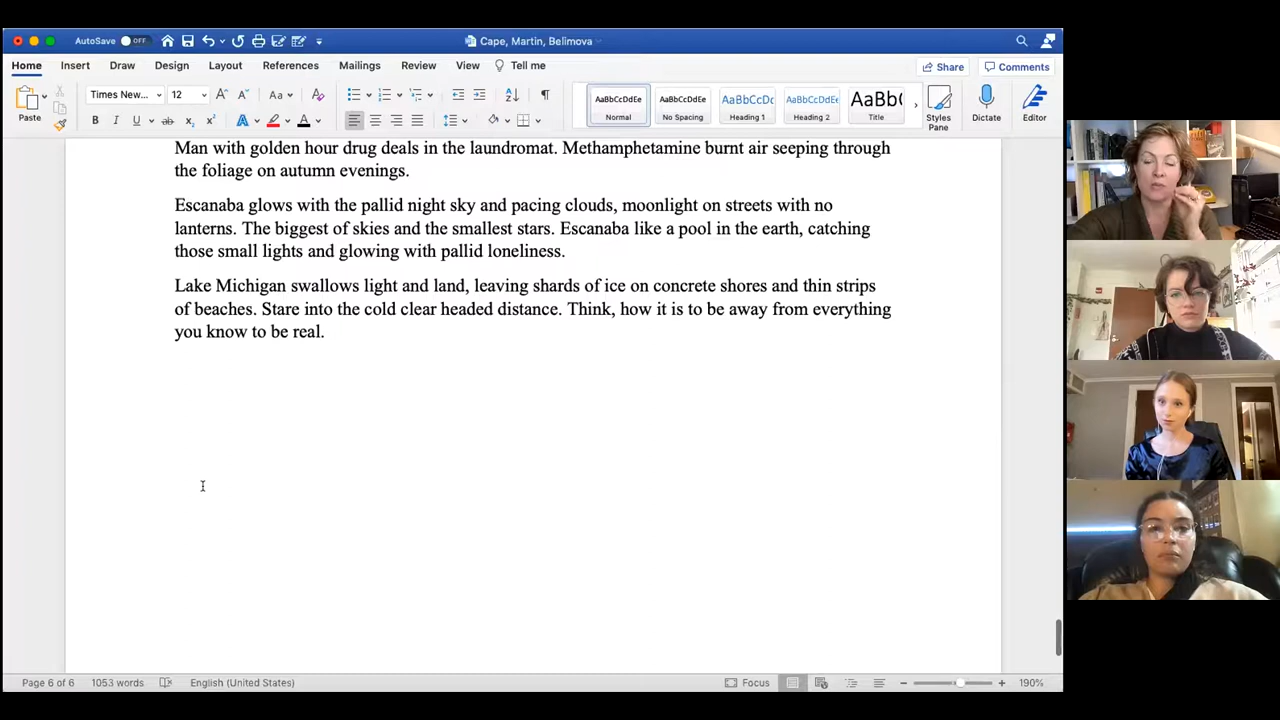 AutoSave OFF
Cape, Martin, Belimova
Home Insert Draw Design Layout References Mailings Review View Tell me Share Comments
Paste
Times New... 12
Aa
B I U ab x x A A
AaBbCcDdEe AaBbCcDdEe AaBbCcDc AaBbCcDdEe AaBb(
Normal No Spacing Heading 1 Heading 2 Title
Styles Pane
Dictate
Editor
Man with golden hour drug deals in the laundromat. Methamphetamine burnt air seeping through
the foliage on autumn evenings.
Escanaba glows with the pallid night sky and pacing clouds, moonlight on streets with no
lanterns. The biggest of skies and the smallest stars. Escanaba like a pool in the earth, catching
those small lights and glowing with pallid loneliness.
Lake Michigan swallows light and land, leaving shards of ice on concrete shores and thin strips
of beaches. Stare into the cold clear headed distance. Think, how it is to be away from everything
you know to be real.
Page 6 of 6 1053 words English (United States) Focus 190%